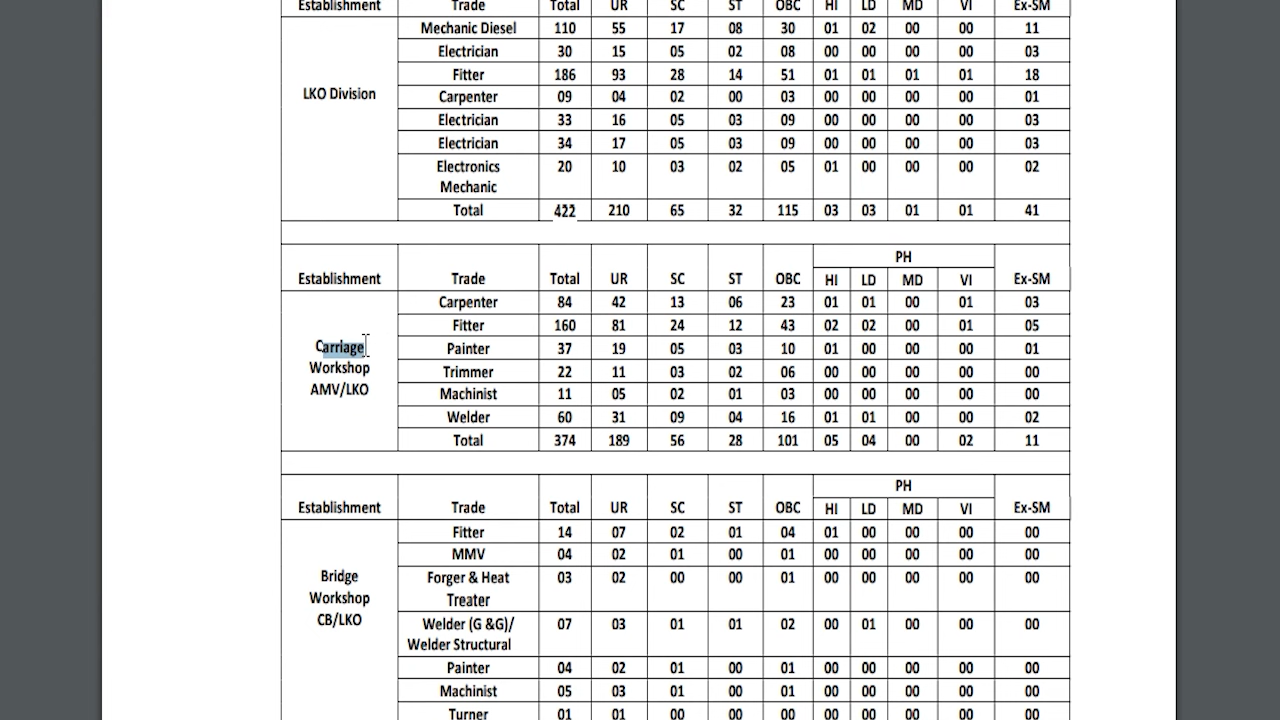 Establishment Trade Total UR SC ST OBC HI LD MD VI Ex-SM
LKO Division
Mechanic Diesel 110 55 17 08 30 01 02 00 00 11
Electrician 30 15 05 02 08 00 00 00 00 03
Fitter 186 93 28 14 51 01 01 01 01 18
Carpenter 09 04 02 00 03 00 00 00 00 01
Electrician 33 16 05 03 09 00 00 00 00 03
Electrician 34 17 05 03 09 00 00 00 00 03
Electronics 20 10 03 02 05 01 00 00 00 02
Mechanic
Total 422 210 65 32 115 03 03 01 01 41
PH
Establishment Trade Total UR SC ST OBC HI LD MD VI Ex-SM
Carriage
Workshop
AMV/LKO
Carpenter 84 42 13 06 23 01 01 00 01 03
Fitter 160 81 24 12 43 02 02 00 01 05
Painter 37 19 05 03 10 01 00 00 00 01
Trimmer 22 11 03 02 06 00 00 00 00 00
Machinist 11 05 02 01 03 00 00 00 00 00
Welder 60 31 09 04 16 01 01 00 00 02
Total 374 189 56 28 101 05 04 00 02 11
PH
Establishment Trade Total UR SC ST OBC HI LD MD VI Ex-SM
Bridge
Workshop
CB/LKO
Fitter 14 07 02 01 04 01 00 00 00 00
MMV 04 02 01 00 01 00 00 00 00 00
Forger & Heat 03 02 00 00 01 00 00 00 00 00
Treater
Welder (G &G)/ 07 03 01 01 02 00 01 00 00 00
Welder Structural
Painter 04 02 01 00 01 00 00 00 00 00
Machinist 05 03 01 00 01 00 00 00 00 00
Turner 01 01 00 00 00 00 00 00 00 00